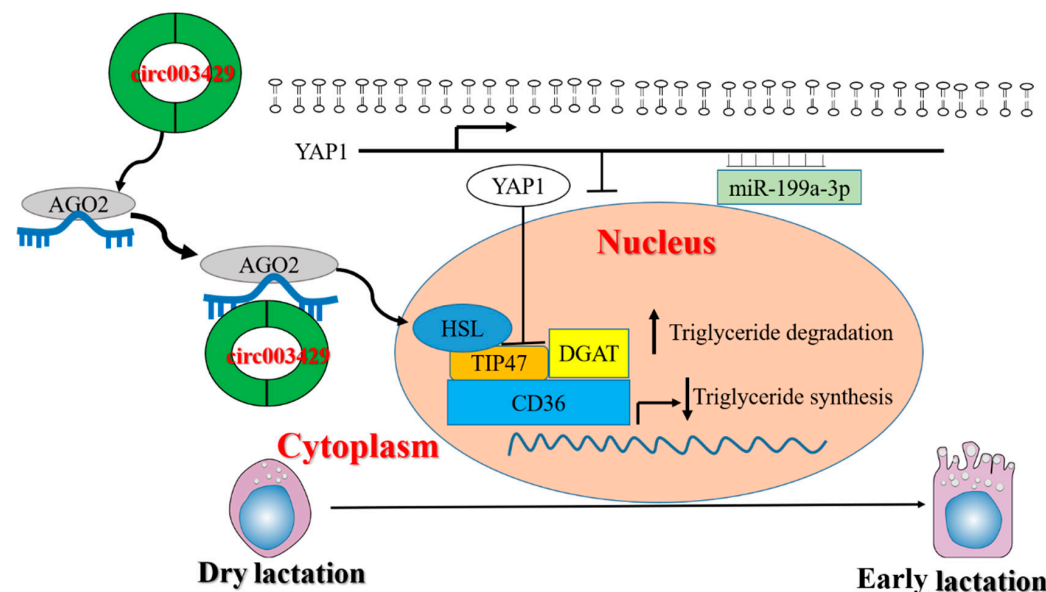 circ003429
YAP1
YAP1
miR-199a-3p
AGO2
Nucleus
AGO2
HSL
Triglyceride degradation
TIP47
DGAT
circ003429
CD36
Triglyceride synthesis
Cytoplasm
Dry lactation
Early lactation